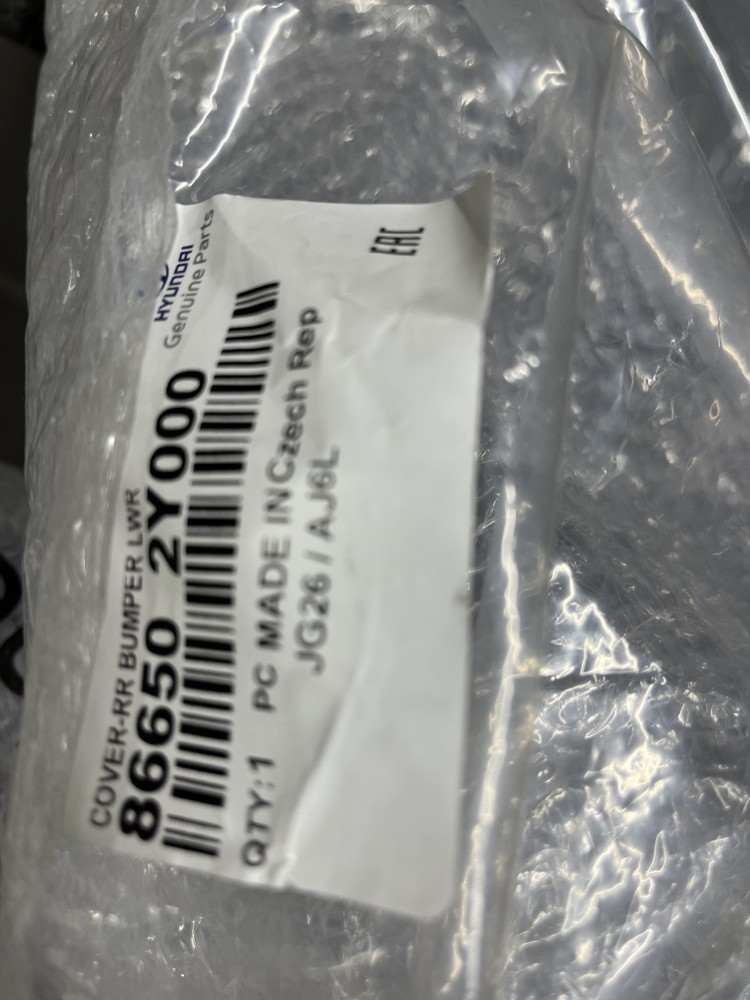 HYUNDAI
Genuine Parts
COVER-RR BUMPER LWR
86650 2Y000
QTY: 1 PC MADE IN Czech Rep
JG26 / AJ6L
EAC